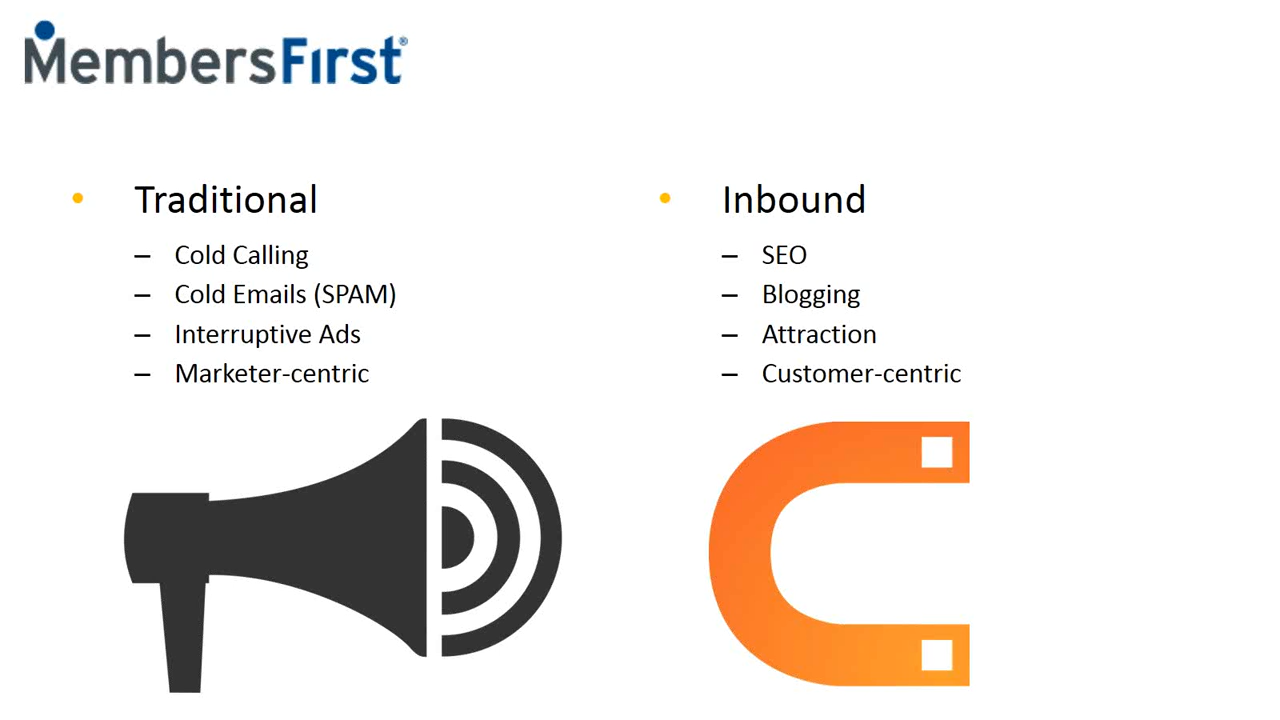 MembersFirst®
• Traditional
– Cold Calling
– Cold Emails (SPAM)
– Interruptive Ads
– Marketer-centric
• Inbound
– SEO
– Blogging
– Attraction
– Customer-centric